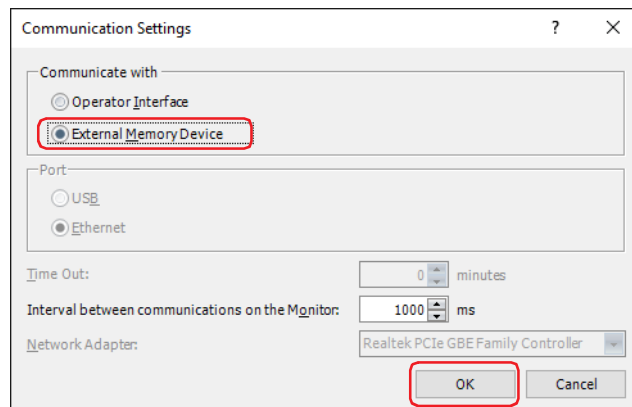 Communication Settings ? ×
Communicate with
Operator Interface
External Memory Device
Port
USB
Ethernet
Time Out: 0 minutes
Interval between communications on the Monitor: 1000 ms
Network Adapter: Realtek PCIe GBE Family Controller
OK Cancel